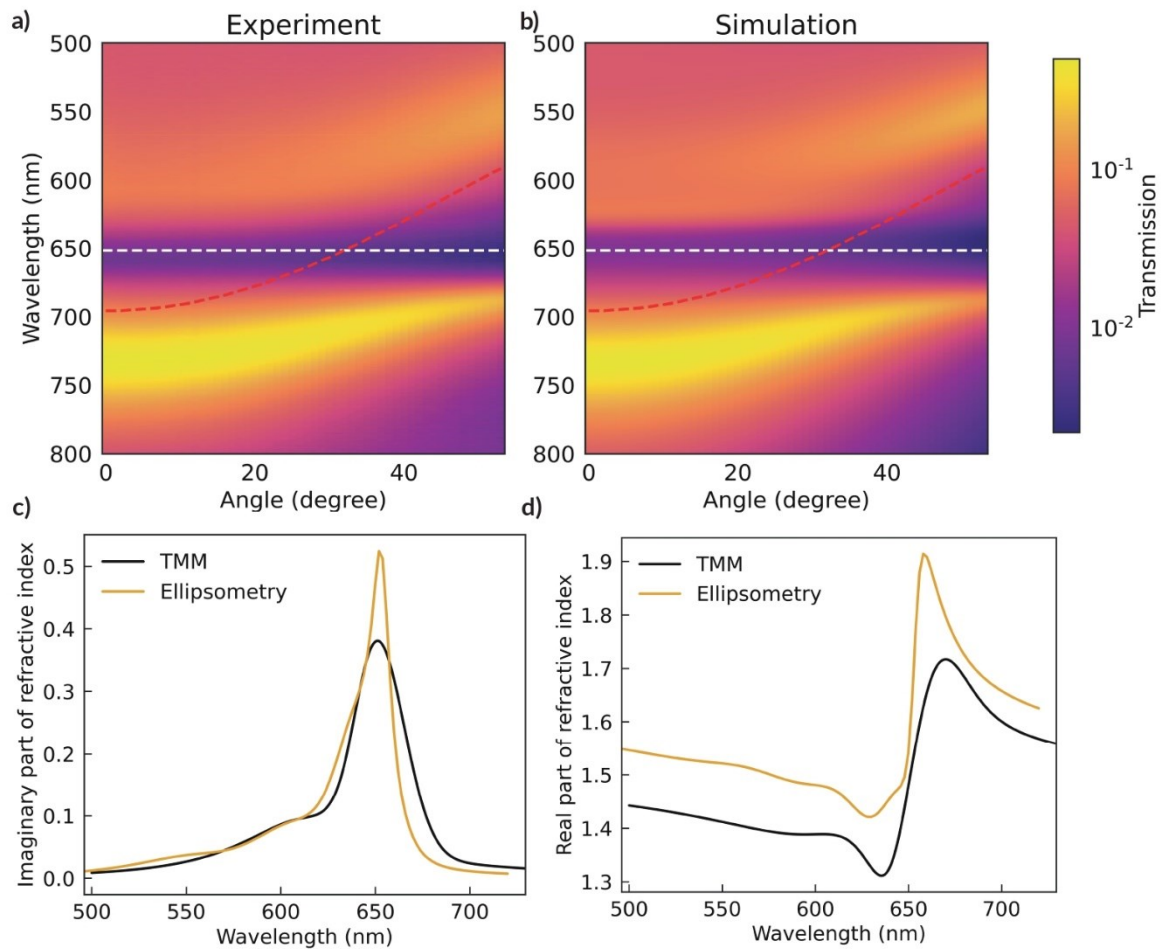 a)
Experiment
b)
Simulation
500
550
600
650
700
750
800
Wavelength (nm)
0
20
40
Angle (degree)
500
550
600
650
700
750
800
0
20
40
Angle (degree)
10-1
10-2
Transmission
c)
TMM
Ellipsometry
0.5
0.4
0.3
0.2
0.1
0.0
Imaginary part of refractive index
500
550
600
650
700
Wavelength (nm)
d)
TMM
Ellipsometry
1.9
1.8
1.7
1.6
1.5
1.4
1.3
Real part of refractive index
500
550
600
650
700
Wavelength (nm)